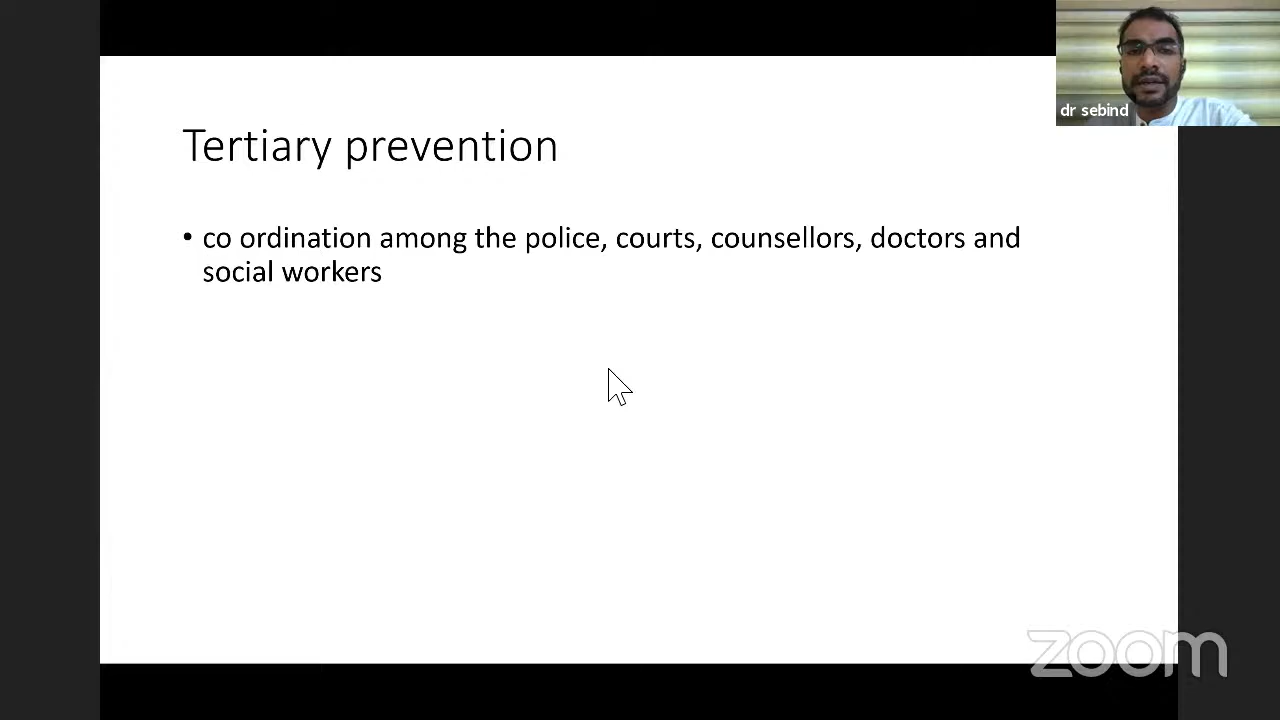 dr sebind
Tertiary prevention
• co ordination among the police, courts, counsellors, doctors and
social workers
zoom